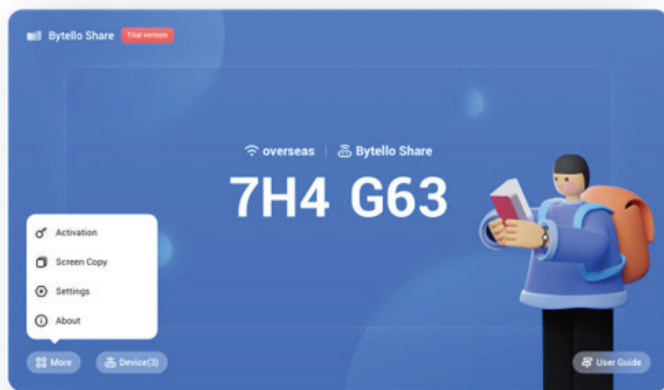 Bytello Share Trial version
overseas | Bytello Share
7H4 G63
Activation
Screen Copy
Settings
About
More Device(3) User Guide